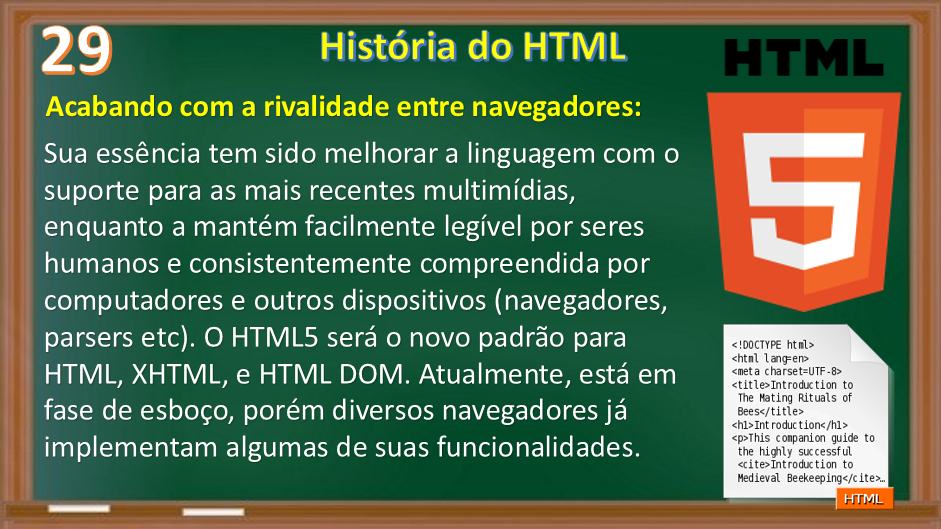 29
História do HTML
HTML
5
Acabando com a rivalidade entre navegadores:
Sua essência tem sido melhorar a linguagem com o
suporte para as mais recentes multimídias,
enquanto a mantém facilmente legível por seres
humanos e consistentemente compreendida por
computadores e outros dispositivos (navegadores,
parsers etc). O HTML5 será o novo padrão para
HTML, XHTML, e HTML DOM. Atualmente, está em
fase de esboço, porém diversos navegadores já
implementam algumas de suas funcionalidades.
<!DOCTYPE html>
<html lang=en>
<meta charset=UTF-8>
<title>Introduction to
The Mating Rituals of
Bees</title>
<h1>Introduction</h1>
<p>This companion guide to
the highly successful
<cite>Introduction to
Medieval Beekeeping</cite>…
HTML